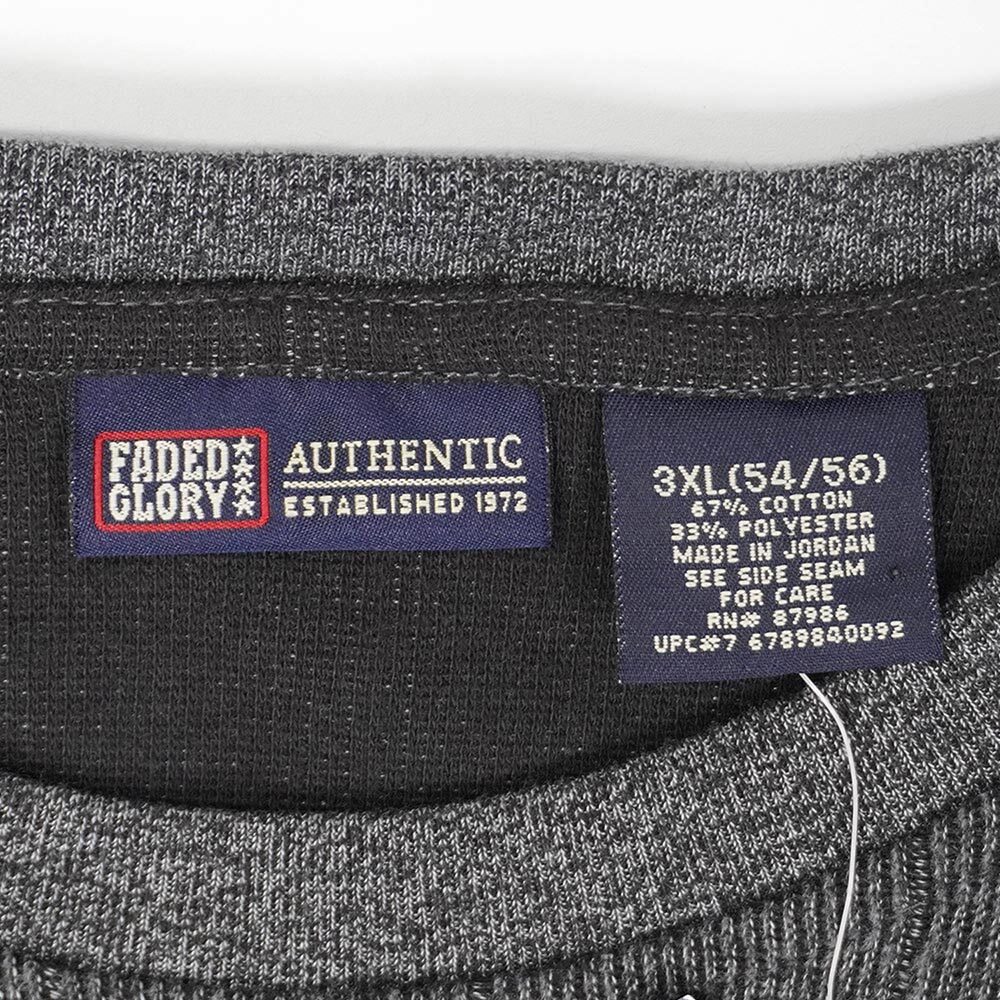 FADED
GLORY
AUTHENTIC
ESTABLISHED 1972
3XL(54/56)
67% COTTON
33% POLYESTER
MADE IN JORDAN
SEE SIDE SEAM
FOR CARE
RN# 87986
UPC#7 6789840092